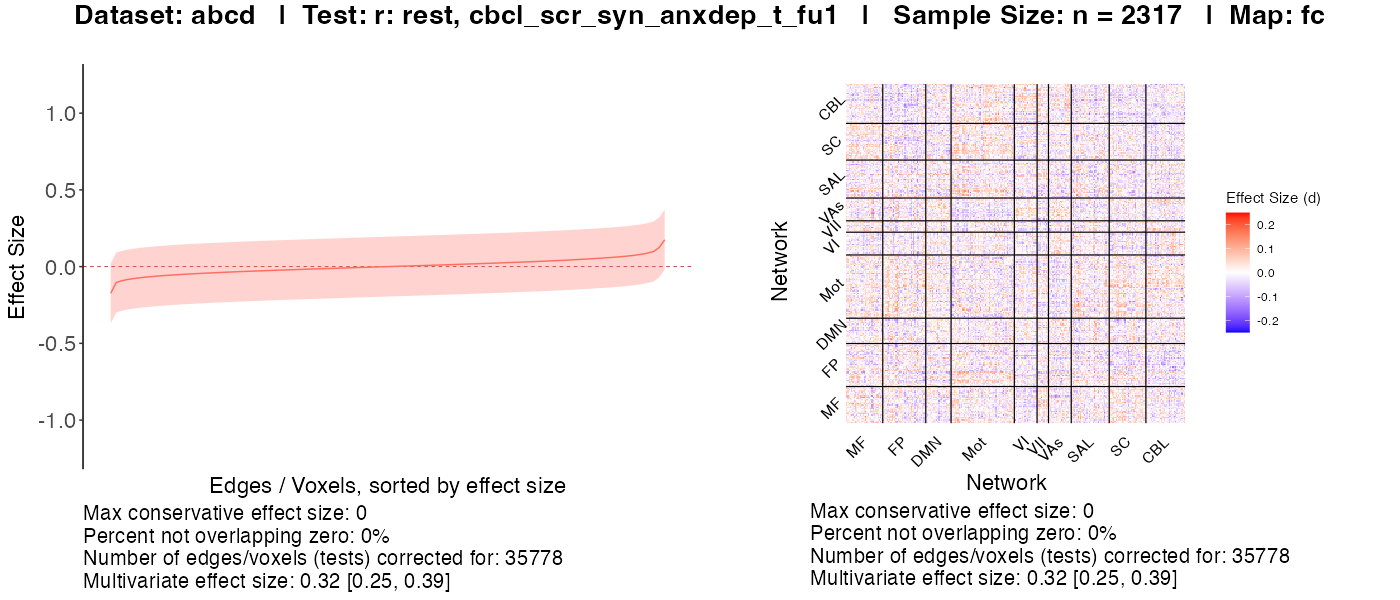 Dataset: abcd | Test: r: rest, cbcl_scr_syn_anxdep_t_fu1 | Sample Size: n = 2317 | Map: fc
Effect Size
1.0
0.5
0.0
-0.5
-1.0
Edges / Voxels, sorted by effect size
Max conservative effect size: 0
Percent not overlapping zero: 0%
Number of edges/voxels (tests) corrected for: 35778
Multivariate effect size: 0.32 [0.25, 0.39]
Network
CBL
SC
SAL
VAs
VII
VI
Mot
DMN
FP
MF
MF FP DMN Mot VI VII VAs SAL SC CBL
Network
Effect Size (d)
0.2
0.1
0.0
-0.1
-0.2
Max conservative effect size: 0
Percent not overlapping zero: 0%
Number of edges/voxels (tests) corrected for: 35778
Multivariate effect size: 0.32 [0.25, 0.39]